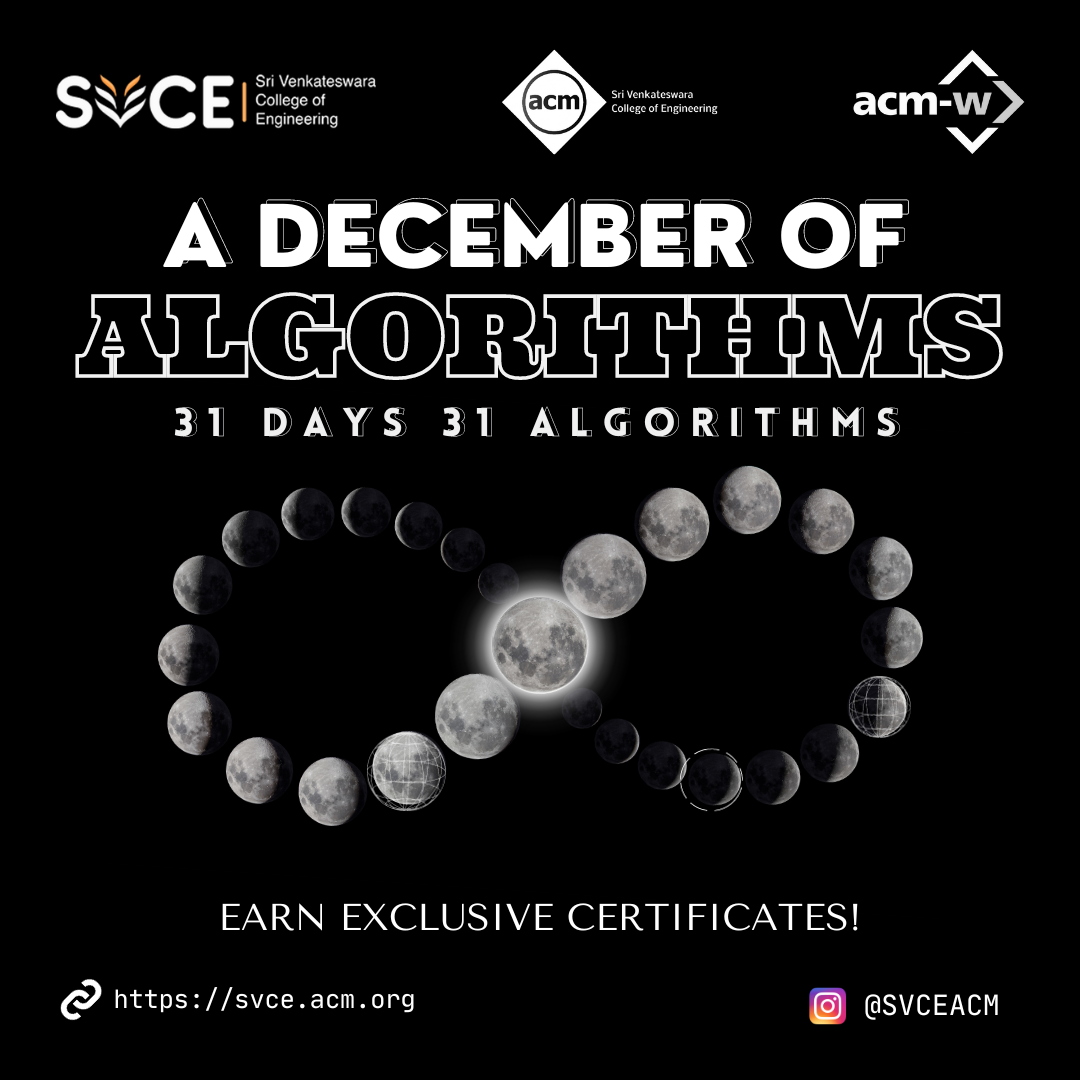 SVCE
Sri Venkateswara
College of
Engineering
acm
Sri Venkateswara
College of Engineering
acm-w
A DECEMBER OF
ALGORITHMS
31 DAYS 31 ALGORITHMS
EARN EXCLUSIVE CERTIFICATES!
https://svce.acm.org
@SVCEACM